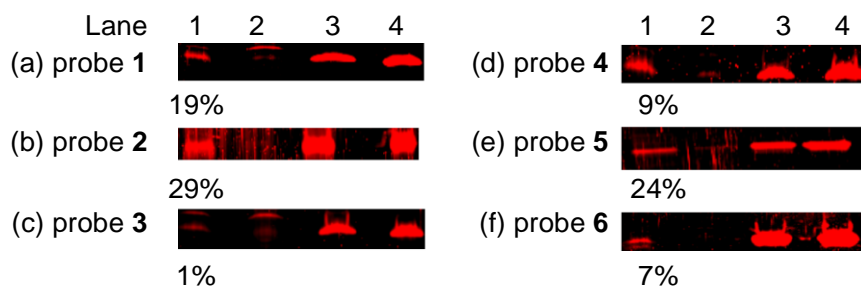 Lane 1 2 3 4
(a) probe 1
19%
(b) probe 2
29%
(c) probe 3
1%
1 2 3 4
(d) probe 4
9%
(e) probe 5
24%
(f) probe 6
7%